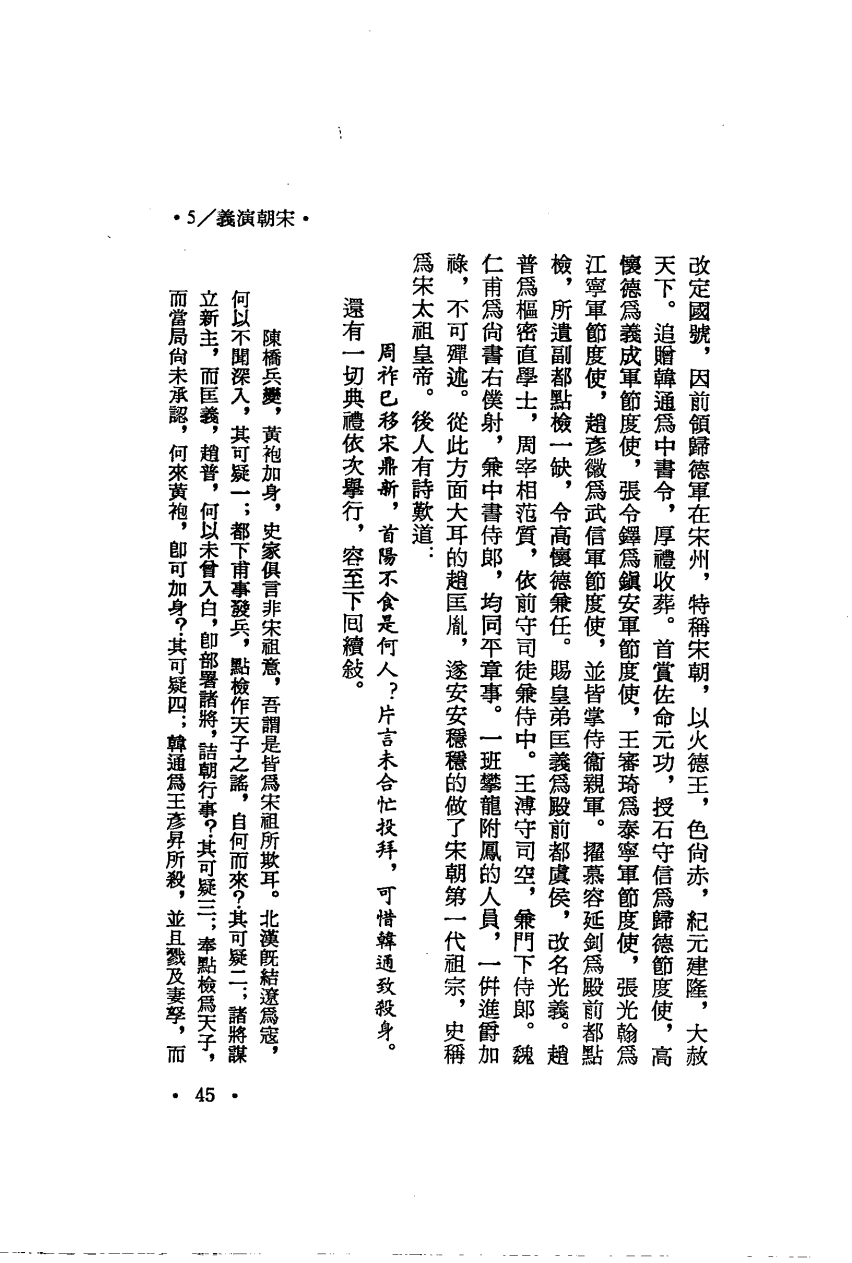 •5／義演朝宋•
改定國號，因前領歸德軍在宋州，特稱宋朝，以火德王，色尙赤，紀元建隆，大赦
天下。追贈韓通爲中書令，厚禮收葬。首賞佐命元功，授石守信爲歸德節度使，高
懷德爲義成軍節度使，張令鐸爲鎭安軍節度使，王審琦爲泰寧軍節度使，張光翰爲
江寧軍節度使，趙彥徽爲武信軍節度使，並皆掌侍衞親軍。擢慕容延釗爲殿前都點
檢，所遺副都點檢一缺，令高懷德兼任。賜皇弟匡義爲殿前都虞侯，改名光義。趙
普爲樞密直學士，周宰相范質，依前守司徒兼侍中。王溥守司空，兼門下侍郎。魏
仁甫爲尙書右僕射，兼中書侍郎，均同平章事。一班攀龍附鳳的人員，一倂進爵加
祿，不可殫述。從此方面大耳的趙匡胤，遂安安穩穩的做了宋朝第一代祖宗，史稱
爲宋太祖皇帝。後人有詩歎道：
周祚已移宋鼎新，首陽不食是何人？片言未合忙投拜，可惜韓通致殺身。
還有一切典禮依次舉行，容至下回續敍。
陳橋兵變，黃袍加身，史家俱言非宋祖意，吾謂是皆爲宋祖所欺耳。北漢旣結遼爲寇，
何以不聞深入，其可疑一；都下甫事發兵，點檢作天子之謠，自何而來？其可疑二；諸將謀
立新主，而匡義，趙普，何以未曾入白，卽部署諸將，詰朝行事？其可疑三；奉點檢爲天子，
而當局尙未承認，何來黃袍，卽可加身？其可疑四；韓通爲王彥昇所殺，並且戮及妻孥，而
•45•